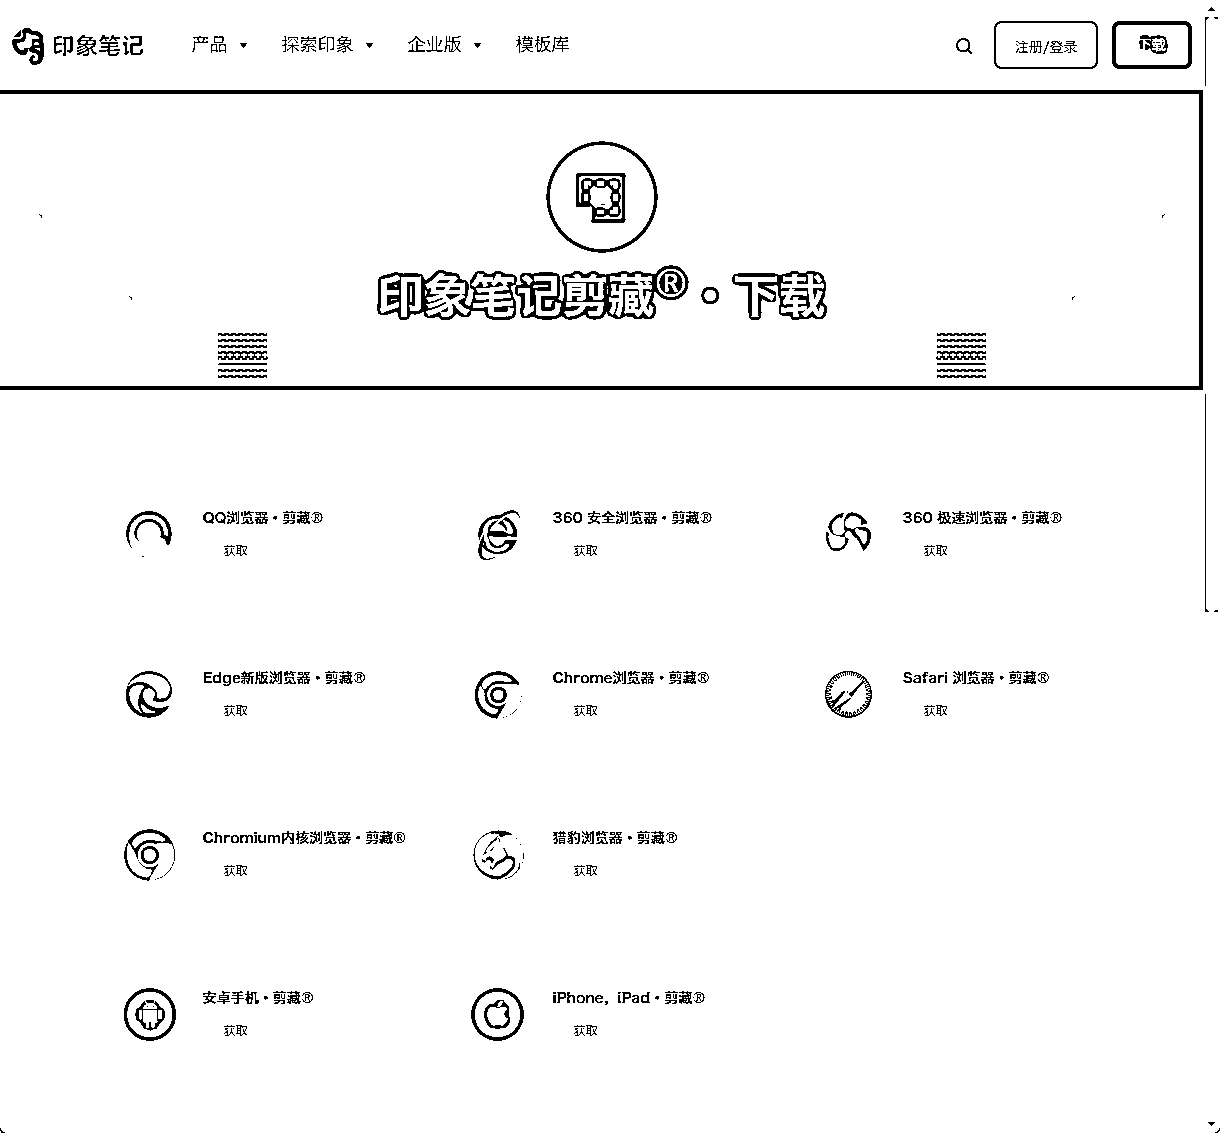 印象笔记 产品 探索印象 企业版 模板库 注册/登录 下载
印象笔记剪藏®·下载
QQ浏览器·剪藏® 360 安全浏览器·剪藏® 360 极速浏览器·剪藏®
获取 获取 获取
Edge新版浏览器·剪藏® Chrome浏览器·剪藏® Safari 浏览器·剪藏®
获取 获取 获取
Chromium内核浏览器·剪藏® 猎豹浏览器·剪藏®
获取 获取
安卓手机·剪藏® iPhone，iPad·剪藏®
获取 获取